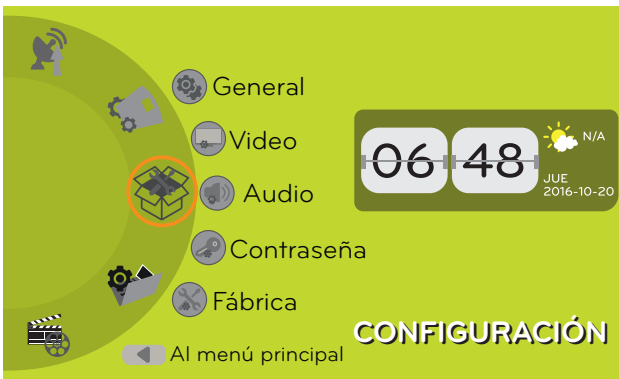 General
Video
Audio
Contraseña
Fábrica
Al menú principal
06 48
N/A
JUE
2016-10-20
CONFIGURACIÓN